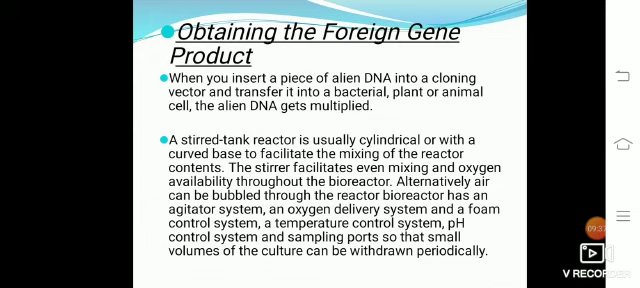 Obtaining the Foreign Gene
Product
When you insert a piece of alien DNA into a cloning
vector and transfer it into a bacterial, plant or animal
cell, the alien DNA gets multiplied.
A stirred-tank reactor is usually cylindrical or with a
curved base to facilitate the mixing of the reactor
contents. The stirrer facilitates even mixing and oxygen
availability throughout the bioreactor. Alternatively air
can be bubbled through the reactor bioreactor has an
agitator system, an oxygen delivery system and a foam
control system, a temperature control system, pH
control system and sampling ports so that small
volumes of the culture can be withdrawn periodically.
V RECORDER